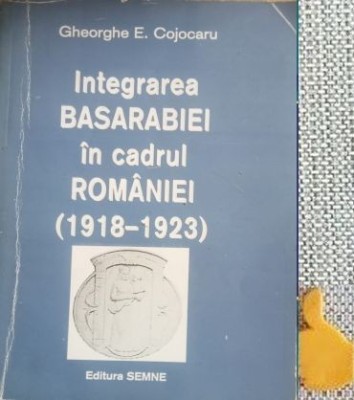 Gheorghe E. Cojocaru
Integrarea
BASARABIEI
în cadrul
ROMÂNIEI
(1918-1923)
Editura SEMNE